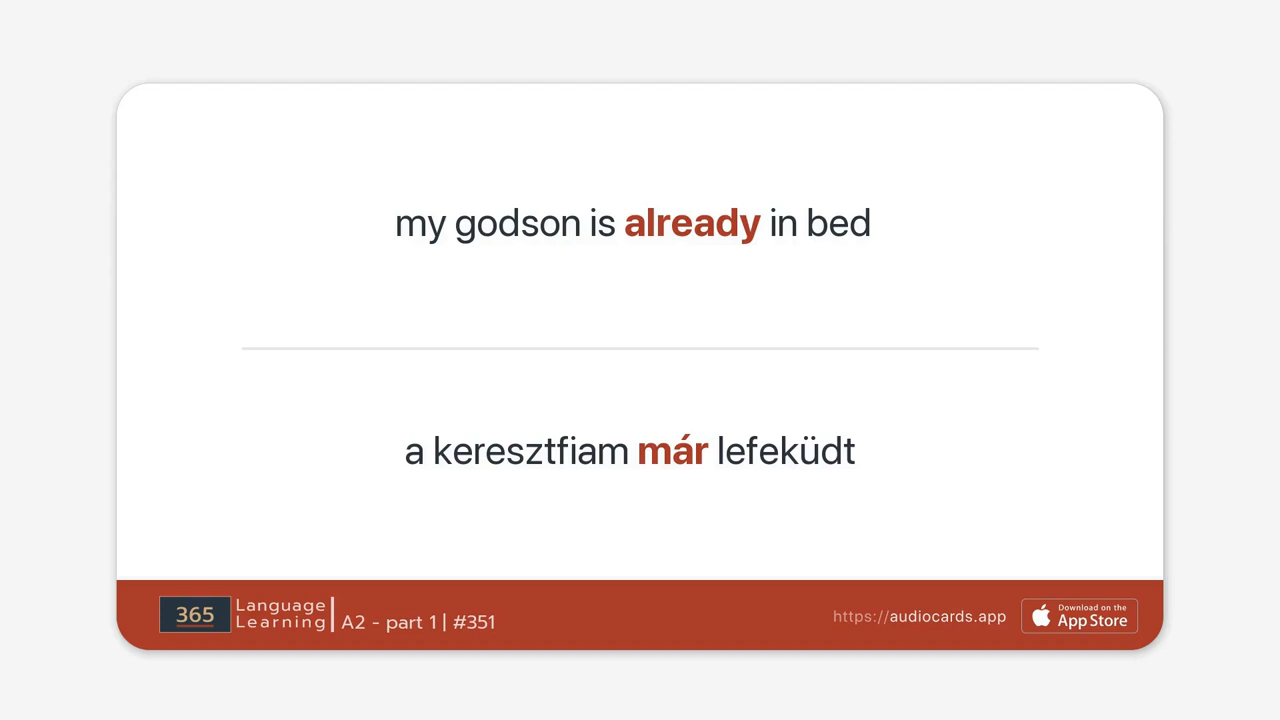 my godson is already in bed
a keresztfiam már lefeküdt
365
Language
Learning
A2 - part 1 | #351
https://audiocards.app
Download on the
App Store